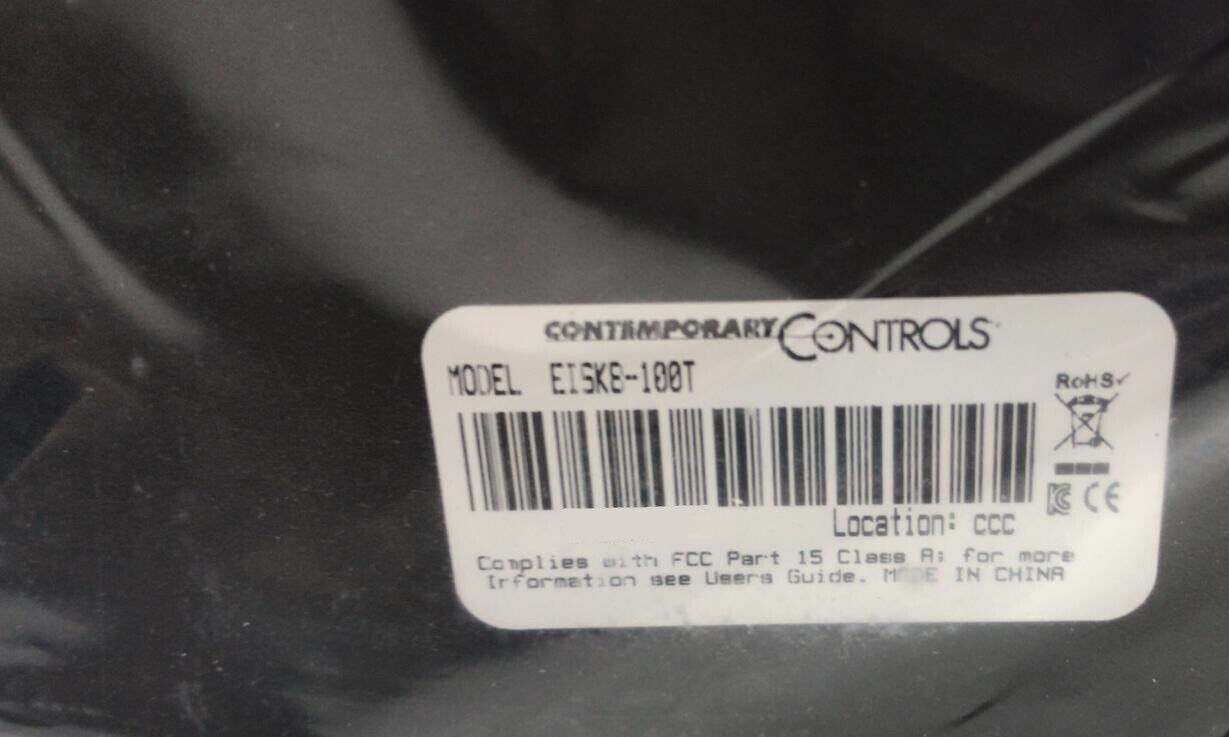 CONTEMPORARY CONTROLS
MODEL EISK8-100T
RoHS✓
CE
Location: ccc
Complies with FCC Part 15 Class A; for more
Information see Users Guide. MADE IN CHINA